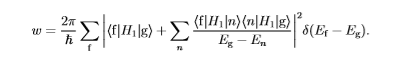 w = \frac{2\pi}{\hbar} \sum_{\mathrm{f}} \left| \langle \mathrm{f}|H_1|\mathrm{g}\rangle + \sum_{n} \frac{\langle \mathrm{f}|H_1|n\rangle \langle n|H_1|\mathrm{g}\rangle}{E_{\mathrm{g}} - E_n} \right|^2 \delta(E_{\mathrm{f}} - E_{\mathrm{g}}).